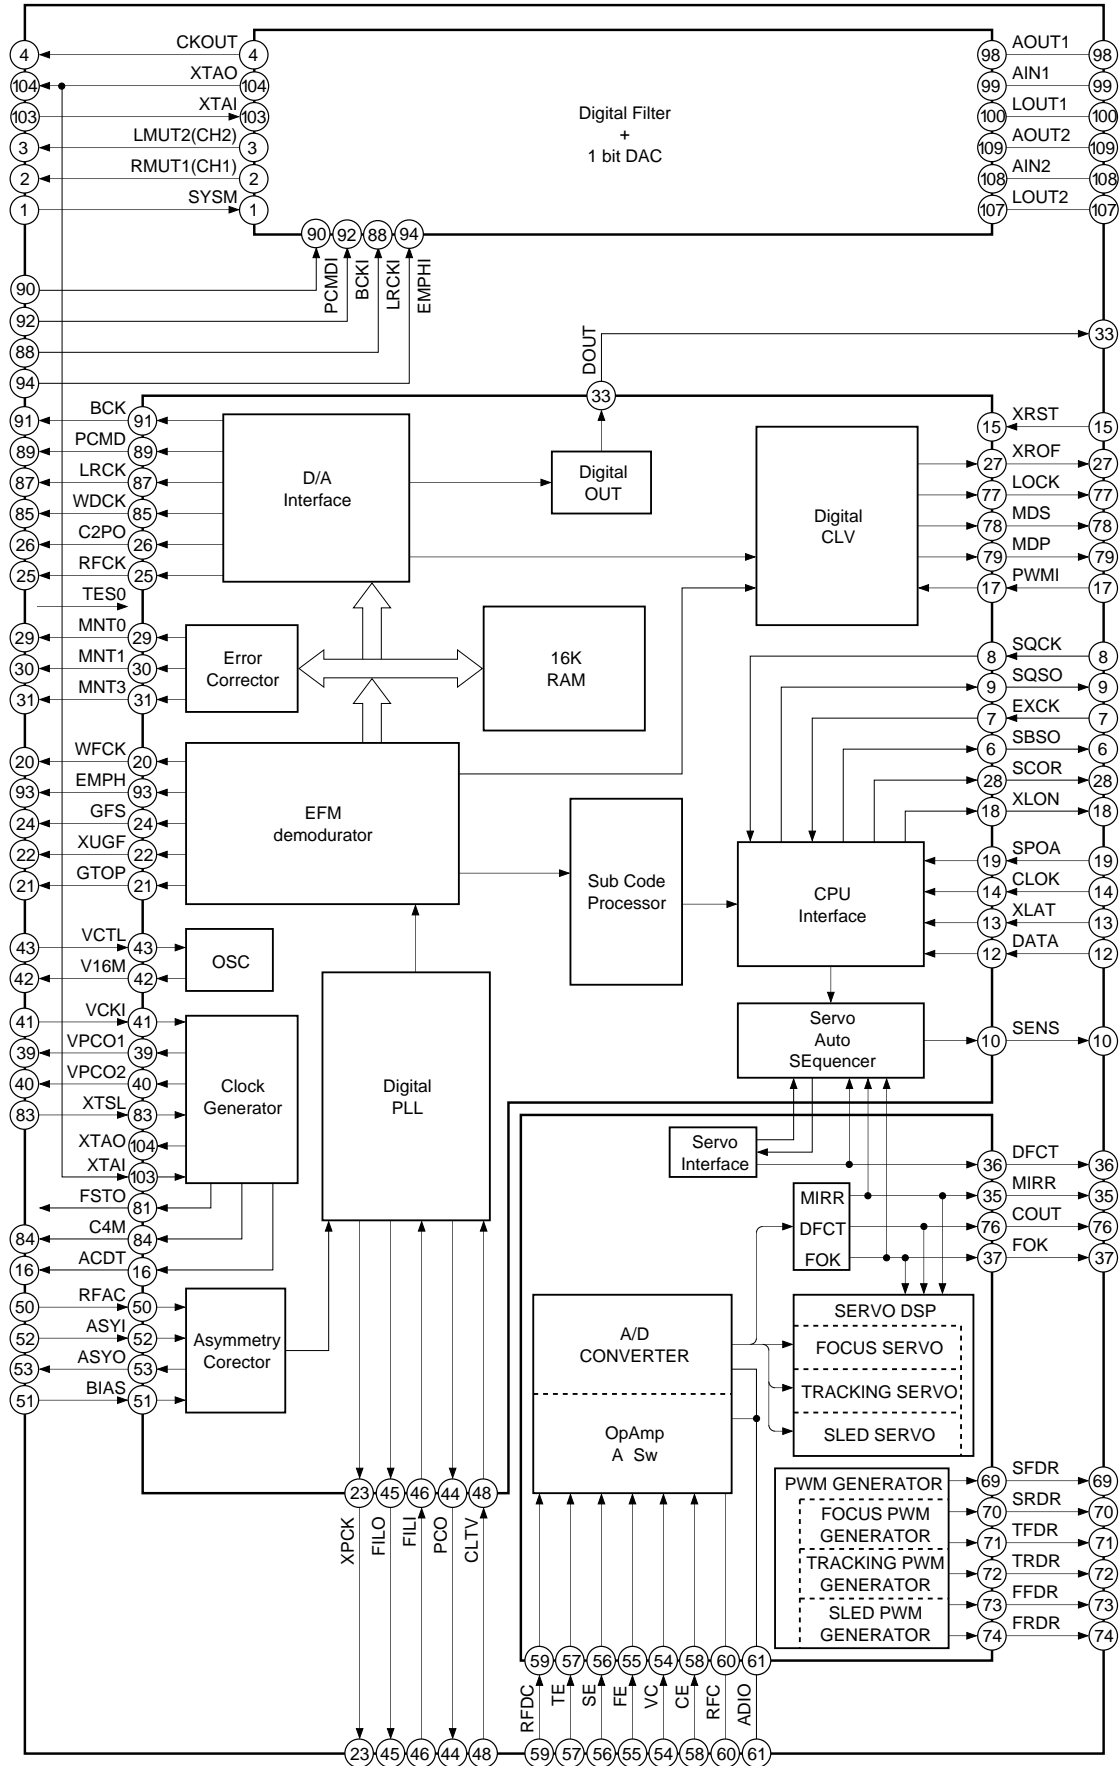 4 CKOUT 4 98 AOUT1 98
104 XTAO 104 99 AIN1 99
103 XTAI 103 100 LOUT1 100
3 LMUT2(CH2) 3 109 AOUT2 109
2 RMUT1(CH1) 2 108 AIN2 108
1 SYSM 1 107 LOUT2 107
Digital Filter
+
1 bit DAC
90 92 88 94
PCMDI
BCKI
LRCKI
EMPHI
90
92
88
94
DOUT
33
33
91 BCK 91
89 PCMD 89
87 LRCK 87
85 WDCK 85
26 C2PO 26
25 RFCK 25
TES0
29 MNT0 29
30 MNT1 30
31 MNT3 31
20 WFCK 20
93 EMPH 93
24 GFS 24
22 XUGF 22
21 GTOP 21
43 VCTL 43
42 V16M 42
41 VCKI 41
39 VPCO1 39
40 VPCO2 40
83 XTSL 83
XTAO 104
XTAI 103
FSTO 81
84 C4M 84
16 ACDT 16
50 RFAC 50
52 ASYI 52
53 ASYO 53
51 BIAS 51
D/A
Interface
Digital
OUT
Digital
CLV
Error
Corrector
16K
RAM
EFM
demodurator
Sub Code
Processor
CPU
Interface
OSC
Clock
Generator
Digital
PLL
Servo
Auto
SEquencer
Asymmetry
Corector
15 XRST 15
27 XROF 27
77 LOCK 77
78 MDS 78
79 MDP 79
17 PWMI 17
8 SQCK 8
9 SQSO 9
7 EXCK 7
6 SBSO 6
28 SCOR 28
18 XLON 18
19 SPOA 19
14 CLOK 14
13 XLAT 13
12 DATA 12
10 SENS 10
Servo
Interface
36 DFCT 36
35 MIRR 35
76 COUT 76
37 FOK 37
MIRR
DFCT
FOK
A/D
CONVERTER
OpAmp
A Sw
SERVO DSP
FOCUS SERVO
TRACKING SERVO
SLED SERVO
PWM GENERATOR
FOCUS PWM
GENERATOR
TRACKING PWM
GENERATOR
SLED PWM
GENERATOR
69 SFDR 69
70 SRDR 70
71 TFDR 71
72 TRDR 72
73 FFDR 73
74 FRDR 74
23 45 46 44 48
XPCK
FILO
FILI
PCO
CLTV
59 57 56 55 54 58 60 61
RFDC
TE
SE
FE
VC
CE
RFC
ADIO
23 45 46 44 48 59 57 56 55 54 58 60 61